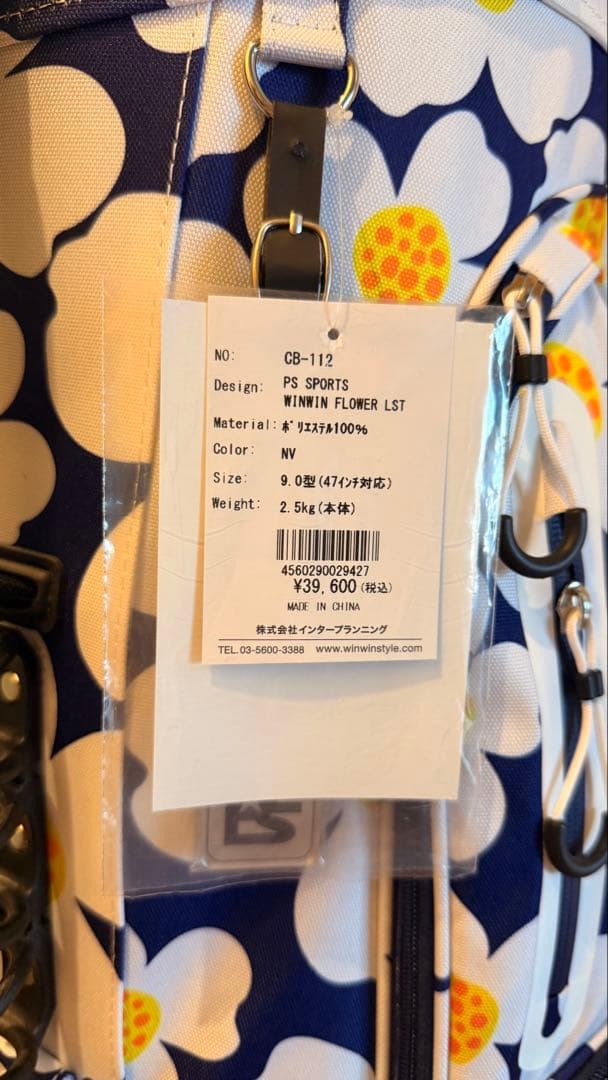 NO: CB-112
Design: PS SPORTS
WINWIN FLOWER LST
Material: ﾎﾟﾘｴｽﾃﾙ100%
Color: NV
Size: 9.0型(47ｲﾝﾁ対応)
Weight: 2.5kg(本体)
4560290029427
¥39,600(税込)
MADE IN CHINA
株式会社インタープランニング
TEL.03-5600-3388 www.winwinstyle.com
PS